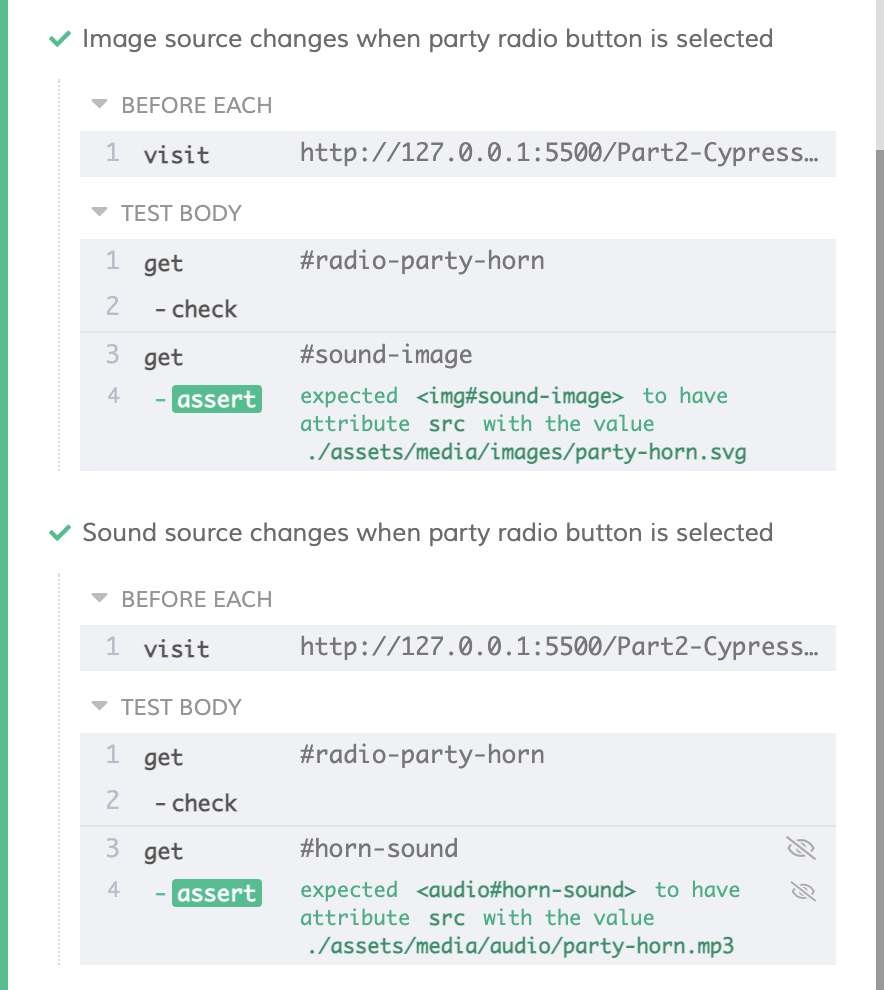 Image source changes when party radio button is selected
BEFORE EACH
1 visit http://127.0.0.1:5500/Part2-Cypress…
TEST BODY
1 get #radio-party-horn
2 - check
3 get #sound-image
4 - assert expected <img#sound-image> to have
attribute src with the value
./assets/media/images/party-horn.svg
Sound source changes when party radio button is selected
BEFORE EACH
1 visit http://127.0.0.1:5500/Part2-Cypress…
TEST BODY
1 get #radio-party-horn
2 - check
3 get #horn-sound
4 - assert expected <audio#horn-sound> to have
attribute src with the value
./assets/media/audio/party-horn.mp3